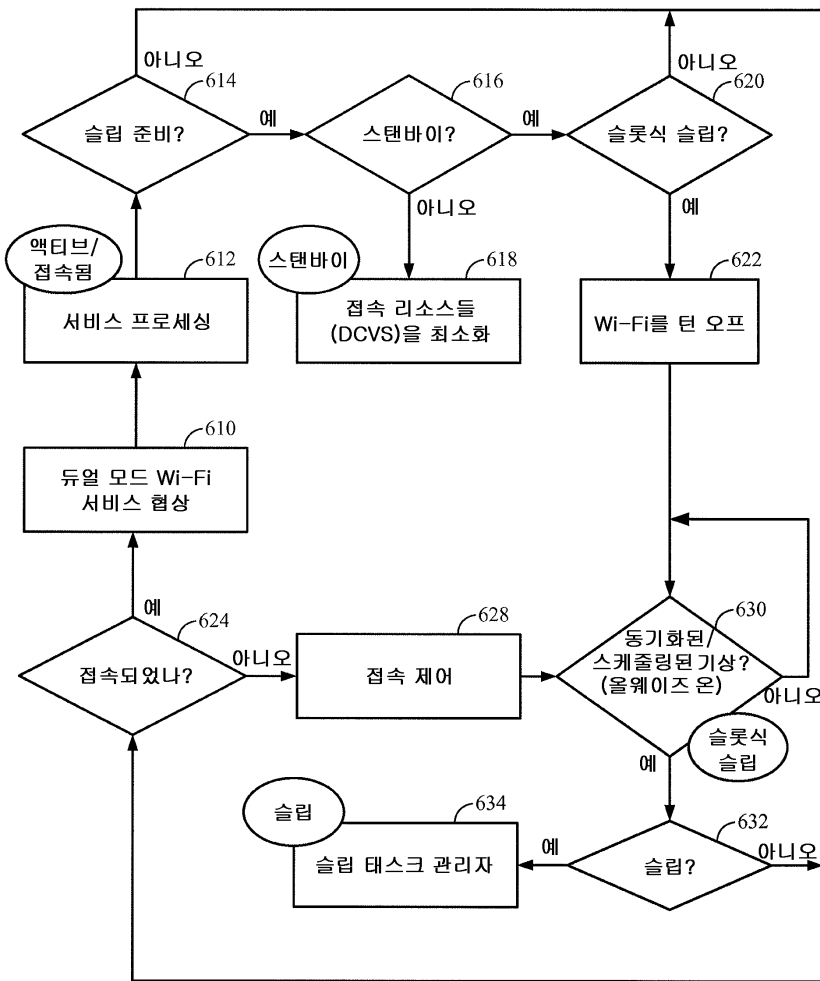 아니오
614
슬립 준비?
예
616
스탠바이?
예
아니오
620
슬롯식 슬립?
아니오
예
액티브/
접속됨
612
서비스 프로세싱
스탠바이
618
접속 리소스들
(DCVS)을 최소화
622
Wi-Fi를 턴 오프
610
듀얼 모드 Wi-Fi
서비스 협상
예
624
접속되었나?
아니오
628
접속 제어
630
동기화된/
스케줄링된 기상?
(올웨이즈 온)
아니오
슬롯식
슬립
예
슬립
634
슬립 태스크 관리자
예
632
슬립?
아니오